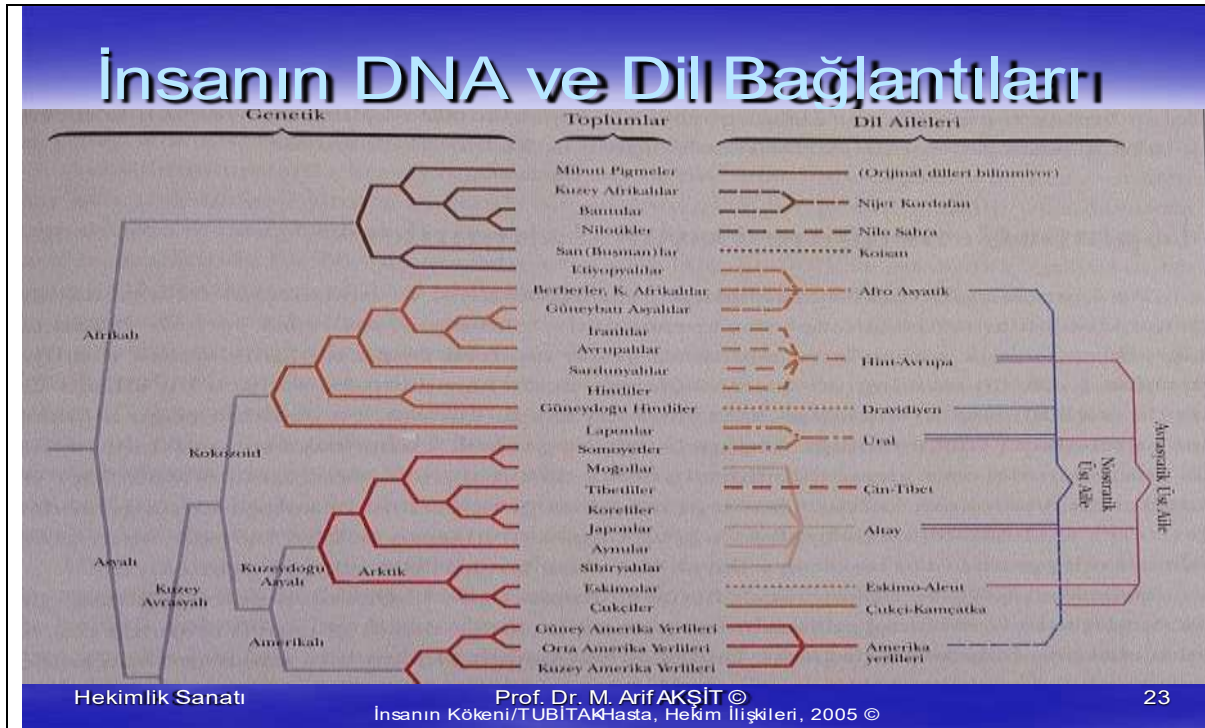 İnsanın DNA ve Dil Bağlantıları
Genetik Toplumlar Dil Aileleri
Mibuti Pigmeler (Orijinal dilleri bilinmiyor)
Kuzey Afrikalılar
Bantular Nijer Kordofan
Nilotikler Nilo Sahra
San(Buşman)lar Koisan
Etiyopyalılar
Berberler, K. Afrikalılar Afro Asyatik
Güneybatı Asyalılar
Afrikalı İranlılar
Avrupalılar Hint-Avrupa
Sardunyalılar
Hintliler
Güneydoğu Hintliler Dravidiyen
Laponlar Ural
Kokozoid Somoyetler
Moğollar
Tibetliler Çin-Tibet
Koreliler
Japonlar Altay
Aynular
Asyalı Kuzeydoğu Asyalı Arktik Sibiryalılar
Kuzey Avrasyalı Eskimolar Eskimo-Aleut
Çukçiler Çukçi-Kamçatka
Güney Amerika Yerlileri
Amerikalı Orta Amerika Yerlileri Amerika yerlileri
Kuzey Amerika Yerlileri
Nostratik Üst Aile
Avrasyatik Üst Aile
Hekimlik Sanatı Prof. Dr. M. Arif AKŞİT © 23
İnsanın Kökeni/TUBİTAK-Hasta, Hekim İlişkileri, 2005 ©